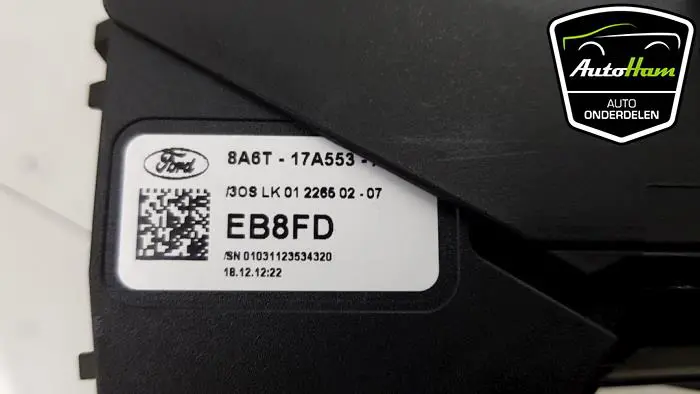 Ford
8A6T - 17A553 -
/3OS LK 01 2265 02 - 07
EB8FD
/SN 01031123534320
18.12.12:22
AutoHam
AUTO
ONDERDELEN